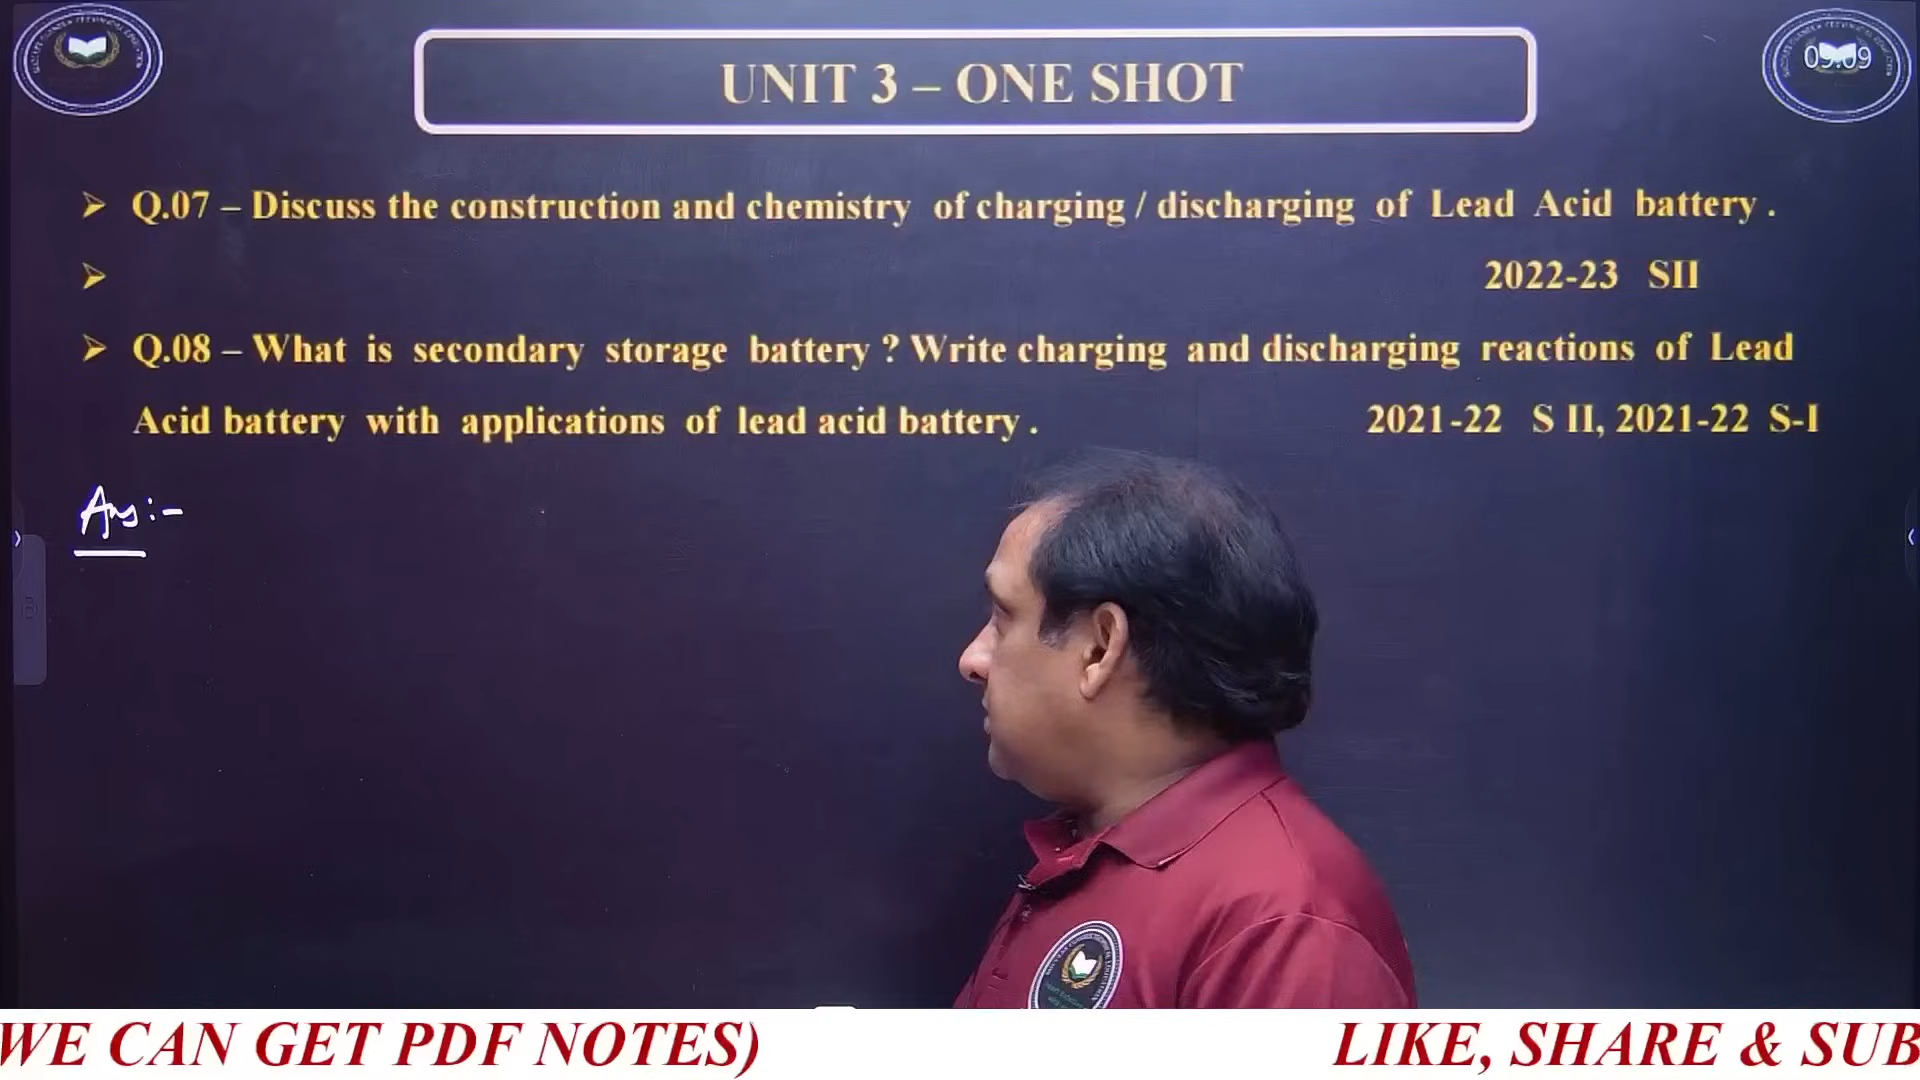 09:09
UNIT 3 – ONE SHOT
➢ Q.07 – Discuss the construction and chemistry of charging / discharging of Lead Acid battery .
➢ 2022-23 SII
➢ Q.08 – What is secondary storage battery ? Write charging and discharging reactions of Lead
Acid battery with applications of lead acid battery . 2021-22 S II, 2021-22 S-I
Ans:-
WE CAN GET PDF NOTES) LIKE, SHARE & SUB